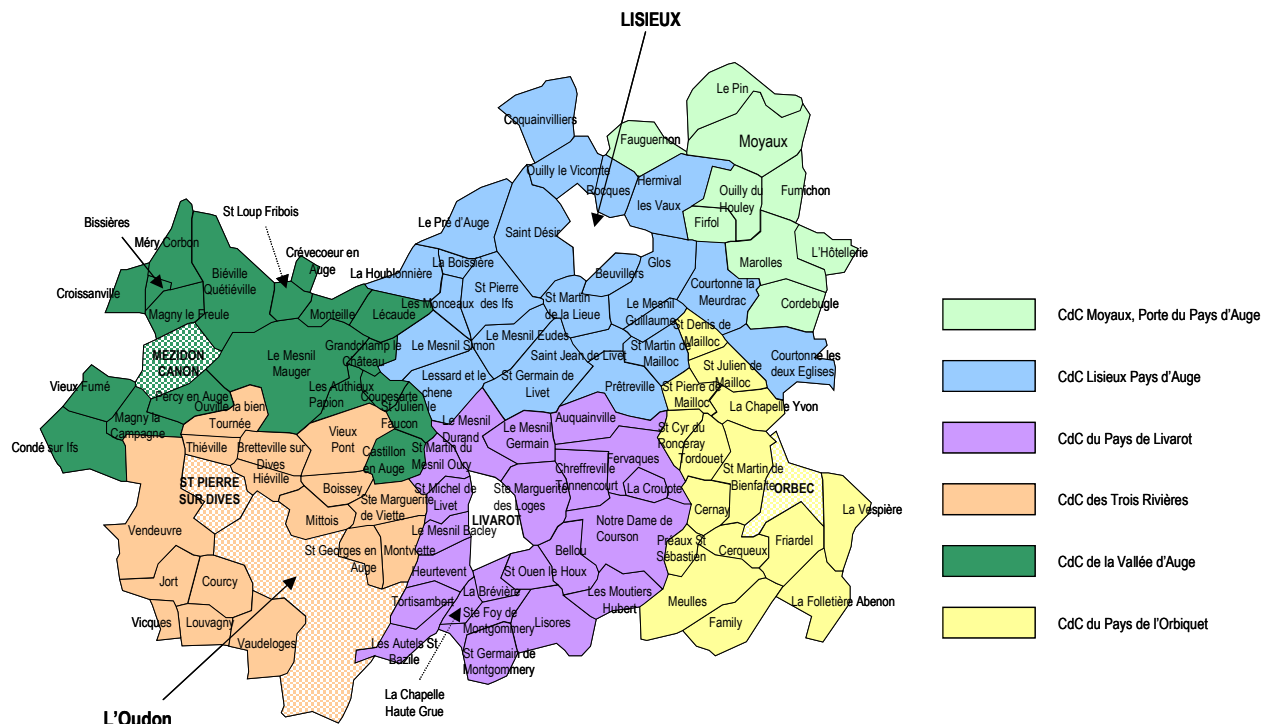 LISIEUX
Le Pin
Coquainvilliers
Fauguernon
Moyaux
Ouilly le Vicomte
Rocques
Hermival
les Vaux
Ouilly du
Houley
Fumichon
Firfol
St Loup Fribois
Bissières
Le Pré d'Auge
Saint Désir
Méry Corbon
Crévecoeur en
Auge
L'Hôtellerie
Marolles
La Houblonnière
La Boissière
Glos
Beuvillers
Croissanville
Biéville
Quétiéville
Courtonne la
Meurdrac
St Pierre
des Ifs
Les Monceaux
St Martin
de la Lieue
Le Mesnil
Guillaume
Cordebugle
Magny le Freule
Monteille
Lécaude
CdC Moyaux, Porte du Pays d'Auge
St Denis de
Mailloc
Le Mesnil Eudes
Le Mesnil Simon
Grandchamp le
Château
MEZIDON
CANON
Le Mesnil
Mauger
Saint Jean de Livet
St Martin de
Mailloc
Courtonne les
deux Eglises
St Julien de
Mailloc
Lessard et le
chene
St Germain de
Livet
Prêtreville
St Pierre de
Mailloc
CdC Lisieux Pays d'Auge
Vieux Fumé
Percy en Auge
Les Authieux
Papion
Coupesarte
St Julien le
Faucon
Ouville la bien
Tournée
La Chapelle Yvon
Magny la
Campagne
Le Mesnil
Durand
Le Mesnil
Germain
Auquainville
St Cyr du
Ronceray
Tordouet
Condé sur Ifs
Thiéville
Bretteville sur
Dives
Vieux
Pont
Castillon
en Auge
St Martin du
Mesnil Oury
Fervaques
CdC du Pays de Livarot
Hiéville
Chreffreville
Tonnencourt
St Martin de
Bienfaite
ST PIERRE
SUR DIVES
Boissey
St Michel de
Livet
Ste Marguerite
des Loges
La Croupte
ORBEC
CdC des Trois Rivières
Ste Marguerite
de Viette
LIVAROT
Cernay
La Vespière
Mittois
Vendeuvre
Le Mesnil Bacley
Notre Dame de
Courson
Friardel
St Georges en
Auge
Montviette
Bellou
Préaux St
Sébastien
Cerqueux
CdC de la Vallée d'Auge
Heurtevent
St Ouen le Houx
Jort
Courcy
La Brévière
Les Moutiers
Hubert
Tortisambert
Meulles
La Folletière Abenon
Vicques
Louvagny
Ste Foy de
Montgommery
Lisores
Family
CdC du Pays de l'Orbiquet
Vaudeloges
Les Autels St
Bazile
St Germain de
Montgommery
La Chapelle
Haute Grue
L'Oudon